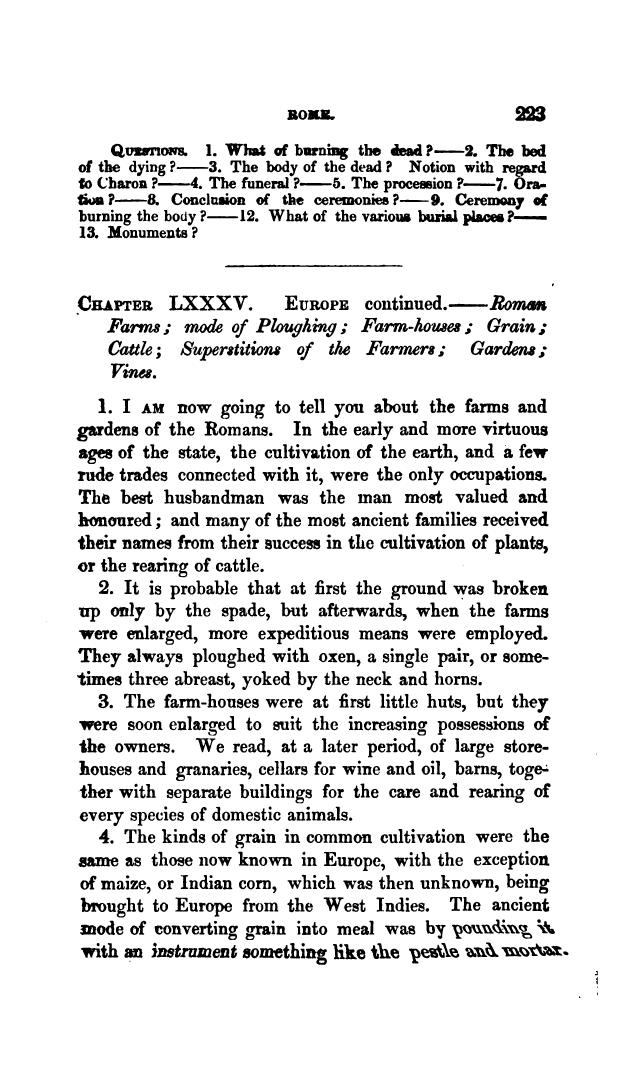 ROME. 223
QUESTIONS. 1. What of burning the dead?——2. The bed
of the dying?——3. The body of the dead? Notion with regard
to Charon?——4. The funeral?——5. The procession?——7. Ora-
tion?——8. Conclusion of the ceremonies?——9. Ceremony of
burning the body?——12. What of the various burial places?——
13. Monuments?
CHAPTER LXXXV. EUROPE continued.——Roman
Farms; mode of Ploughing; Farm-houses; Grain;
Cattle; Superstitions of the Farmers; Gardens;
Vines.
1. I AM now going to tell you about the farms and
gardens of the Romans. In the early and more virtuous
ages of the state, the cultivation of the earth, and a few
rude trades connected with it, were the only occupations.
The best husbandman was the man most valued and
honoured; and many of the most ancient families received
their names from their success in the cultivation of plants,
or the rearing of cattle.
2. It is probable that at first the ground was broken
up only by the spade, but afterwards, when the farms
were enlarged, more expeditious means were employed.
They always ploughed with oxen, a single pair, or some-
times three abreast, yoked by the neck and horns.
3. The farm-houses were at first little huts, but they
were soon enlarged to suit the increasing possessions of
the owners. We read, at a later period, of large store-
houses and granaries, cellars for wine and oil, barns, toge-
ther with separate buildings for the care and rearing of
every species of domestic animals.
4. The kinds of grain in common cultivation were the
same as those now known in Europe, with the exception
of maize, or Indian corn, which was then unknown, being
brought to Europe from the West Indies. The ancient
mode of converting grain into meal was by pounding it
with an instrument something like the pestle and mortar.